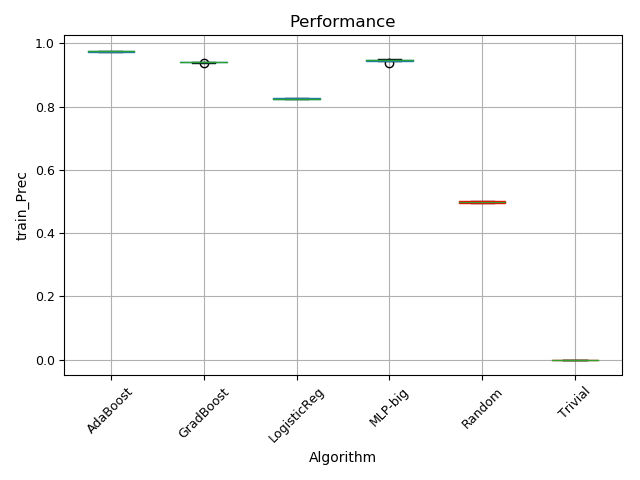 Performance
train_Prec
1.0
0.8
0.6
0.4
0.2
0.0
AdaBoost
GradBoost
LogisticReg
MLP-big
Random
Trivial
Algorithm